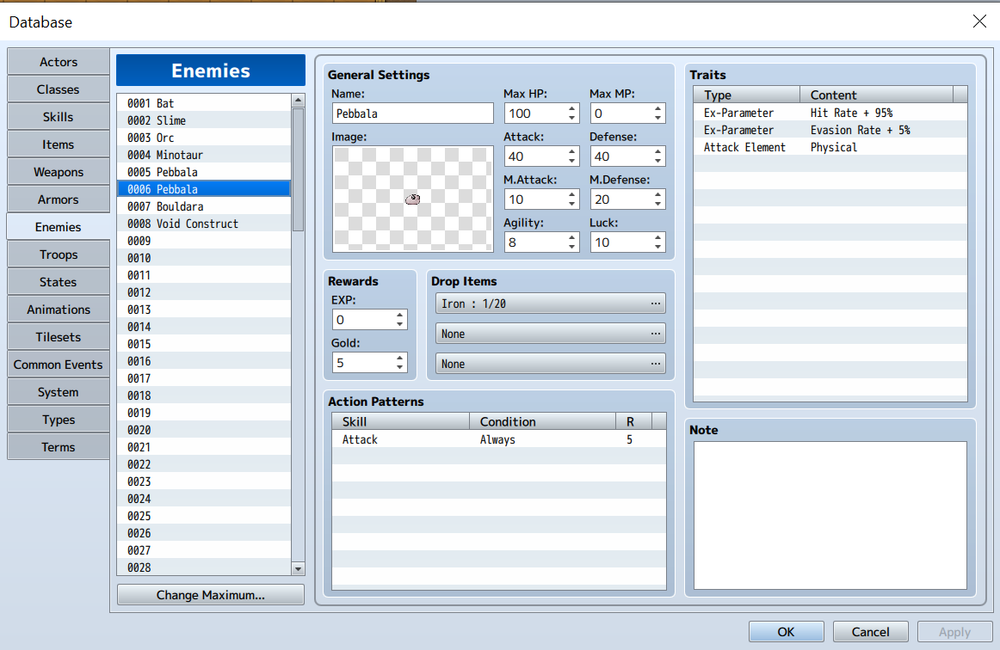 Database
Actors
Classes
Skills
Items
Weapons
Armors
Enemies
Troops
States
Animations
Tilesets
Common Events
System
Types
Terms
Enemies
0001 Bat
0002 Slime
0003 Orc
0004 Minotaur
0005 Pebbala
0006 Pebbala
0007 Bouldara
0008 Void Construct
0009
0010
0011
0012
0013
0014
0015
0016
0017
0018
0019
0020
0021
0022
0023
0024
0025
0026
0027
0028
Change Maximum...
General Settings
Name:
Pebbala
Image:
Max HP: Max MP:
100 0
Attack: Defense:
40 40
M.Attack: M.Defense:
10 20
Agility: Luck:
8 10
Rewards
EXP:
0
Gold:
5
Drop Items
Iron : 1/20 ...
None ...
None ...
Action Patterns
Skill Condition R
Attack Always 5
Traits
Type Content
Ex-Parameter Hit Rate + 95%
Ex-Parameter Evasion Rate + 5%
Attack Element Physical
Note
OK Cancel Apply